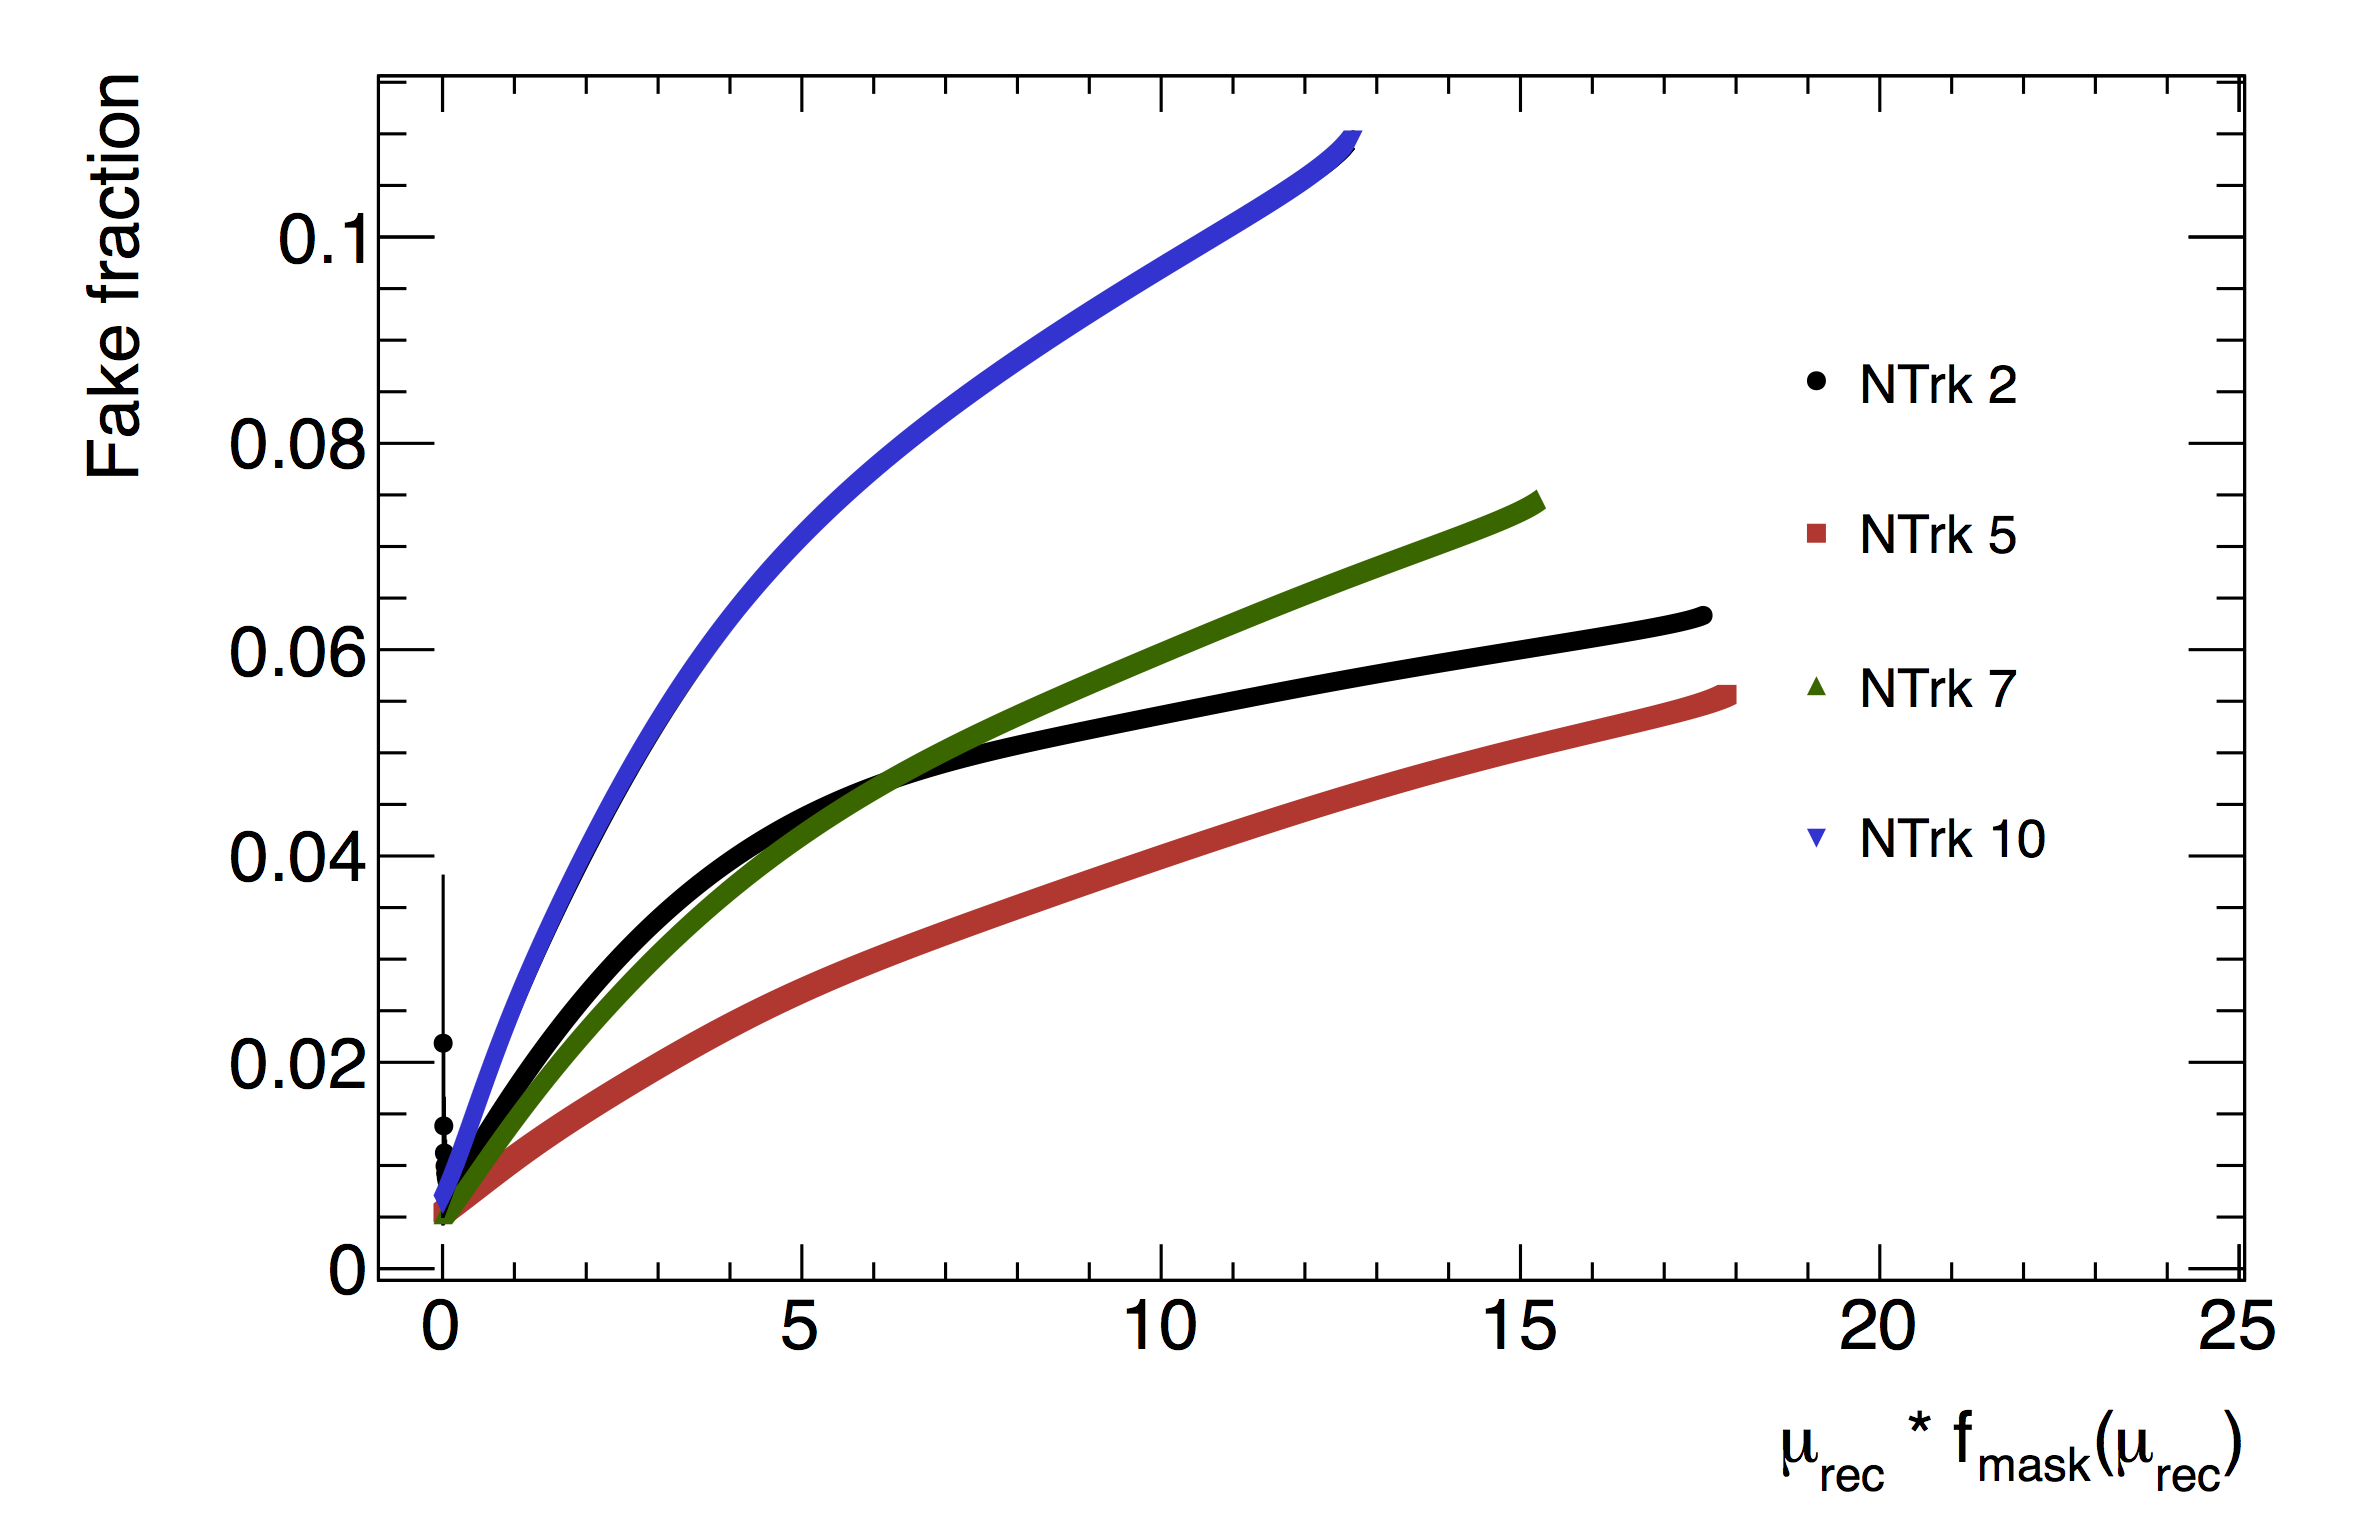 Fake fraction
0.1
0.08
0.06
0.04
0.02
0
NTrk 2
NTrk 5
NTrk 7
NTrk 10
0 5 10 15 20 25
μrec * fmask(μrec)